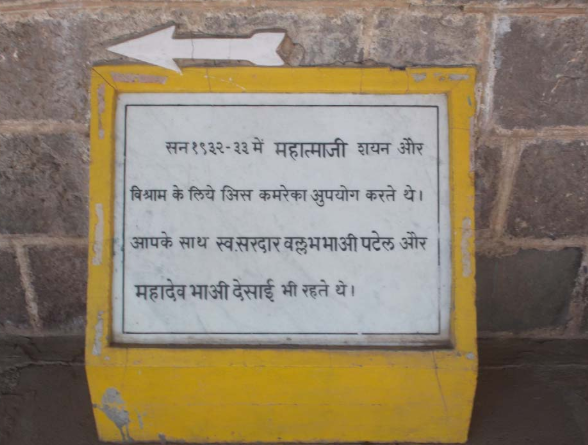 सन १९३२-३३ में महात्माजी शयन और
विश्राम के लिये अिस कमरेका अुपयोग करते थे।
आपके साथ स्व.सरदार वल्लभभाअी पटेल और
महादेव भाअी देसाई भी रहते थे।